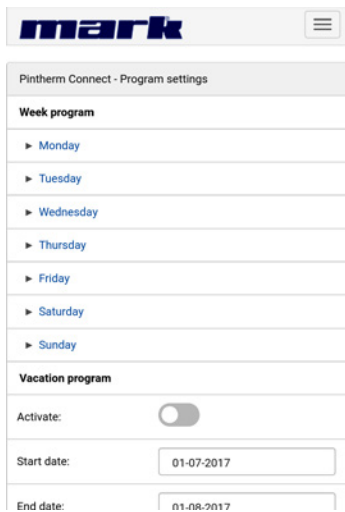 mark
Pintherm Connect - Program settings
Week program
► Monday
► Tuesday
► Wednesday
► Thursday
► Friday
► Saturday
► Sunday
Vacation program
Activate:
Start date: 01-07-2017
End date: 01-08-2017